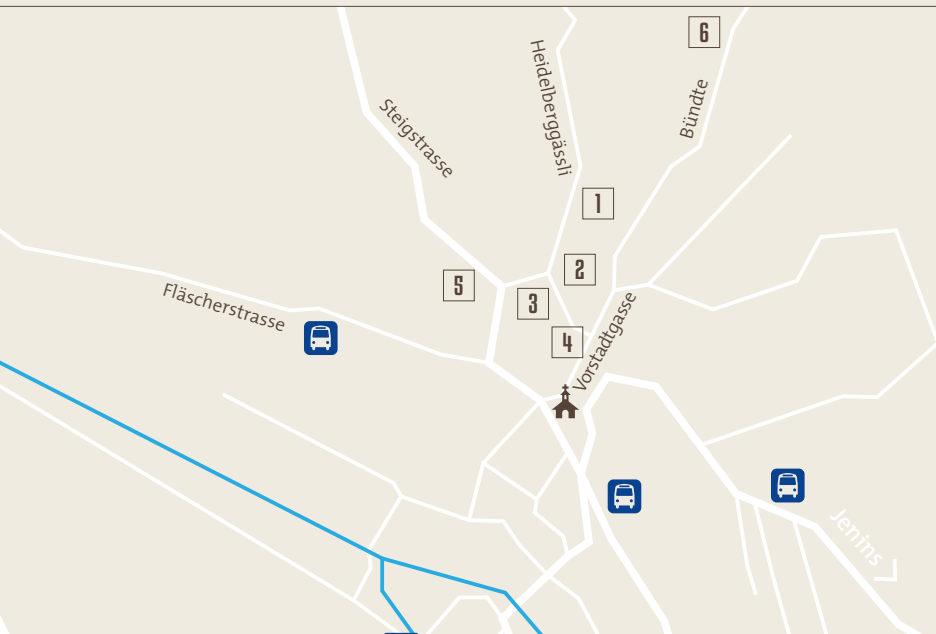 6
Heidelberggässli
Bündte
Steigstrasse
1
2
5
3
Fläscherstrasse
4
Vorstadtgasse
Jenins